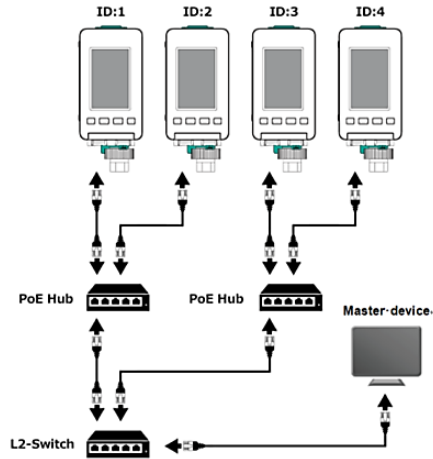 ID:1 ID:2 ID:3 ID:4
PoE Hub PoE Hub
Master·device
L2-Switch